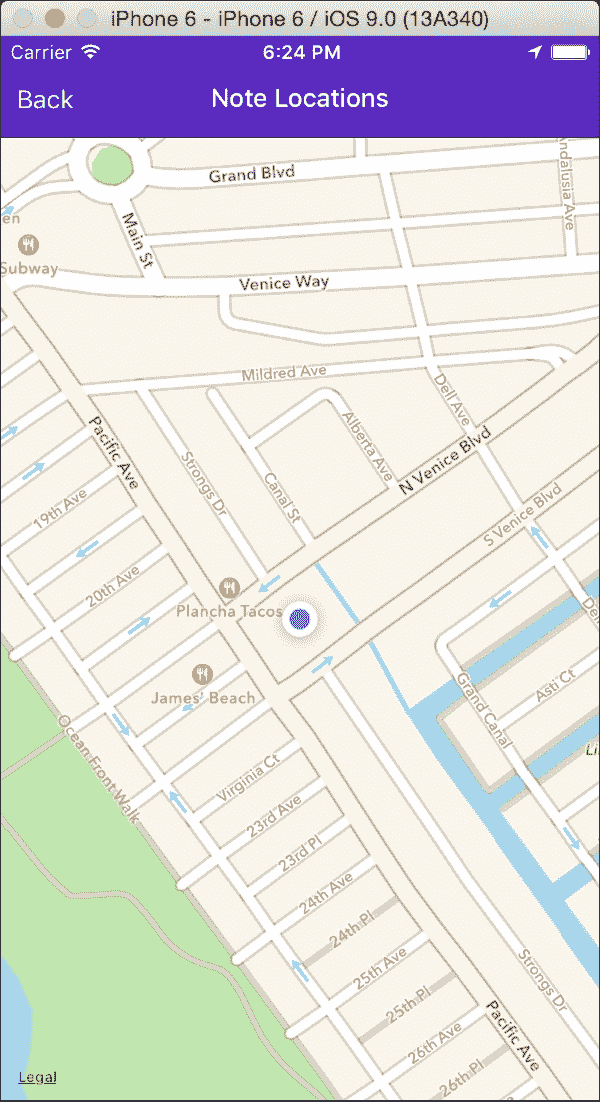 iPhone 6 - iPhone 6 / iOS 9.0 (13A340)
Carrier
6:24 PM
Back
Note Locations
Grand Blvd
Andalusia Ave
Main St
Subway
Venice Way
Mildred Ave
Dell Ave
Pacific Ave
Alberta Ave
N Venice Blvd
Strongs Dr
Canal St
S Venice Blvd
19th Ave
20th Ave
Plancha Tacos
James' Beach
Asti Ct
Grand Canal
Ocean Front Walk
Virginia Ct
23rd Ave
23rd Pl
24th Ave
24th Pl
25th Ave
25th Pl
26th Ave
26th Pl
Strongs Dr
Pacific Ave
Legal